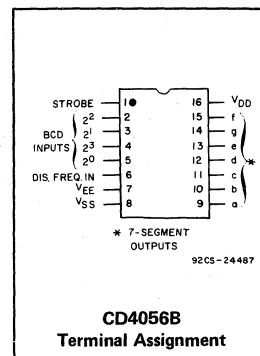 STROBE 1 16 VDD
2² 2 15 f
BCD 2¹ 3 14 g
INPUTS 2³ 4 13 e
2⁰ 5 12 d *
DIS. FREQ. IN 6 11 c
VEE 7 10 b
VSS 8 9 a
* 7-SEGMENT
OUTPUTS
92CS-24487
CD4056B
Terminal Assignment